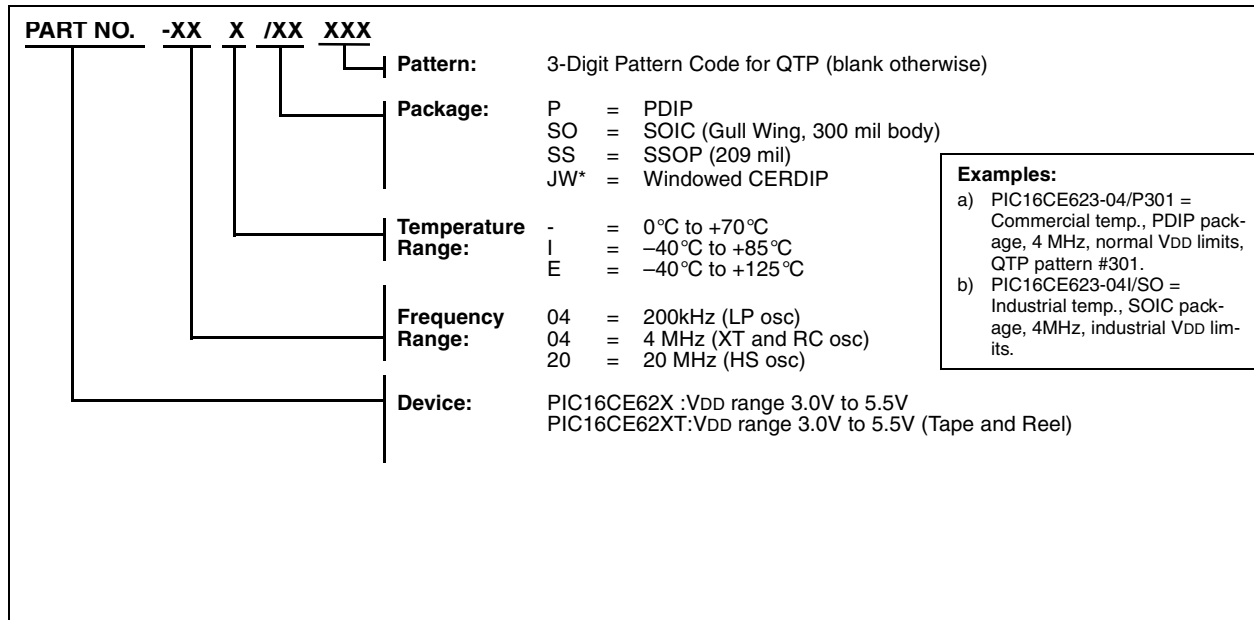 PART NO. -XX X /XX XXX
Pattern: 3-Digit Pattern Code for QTP (blank otherwise)
Package: P = PDIP
SO = SOIC (Gull Wing, 300 mil body)
SS = SSOP (209 mil)
JW* = Windowed CERDIP
Temperature - = 0°C to +70°C
Range: I = –40°C to +85°C
E = –40°C to +125°C
Frequency 04 = 200kHz (LP osc)
Range: 04 = 4 MHz (XT and RC osc)
20 = 20 MHz (HS osc)
Device: PIC16CE62X :VDD range 3.0V to 5.5V
PIC16CE62XT:VDD range 3.0V to 5.5V (Tape and Reel)
Examples:
a) PIC16CE623-04/P301 =
Commercial temp., PDIP pack-
age, 4 MHz, normal VDD limits,
QTP pattern #301.
b) PIC16CE623-04I/SO =
Industrial temp., SOIC pack-
age, 4MHz, industrial VDD lim-
its.